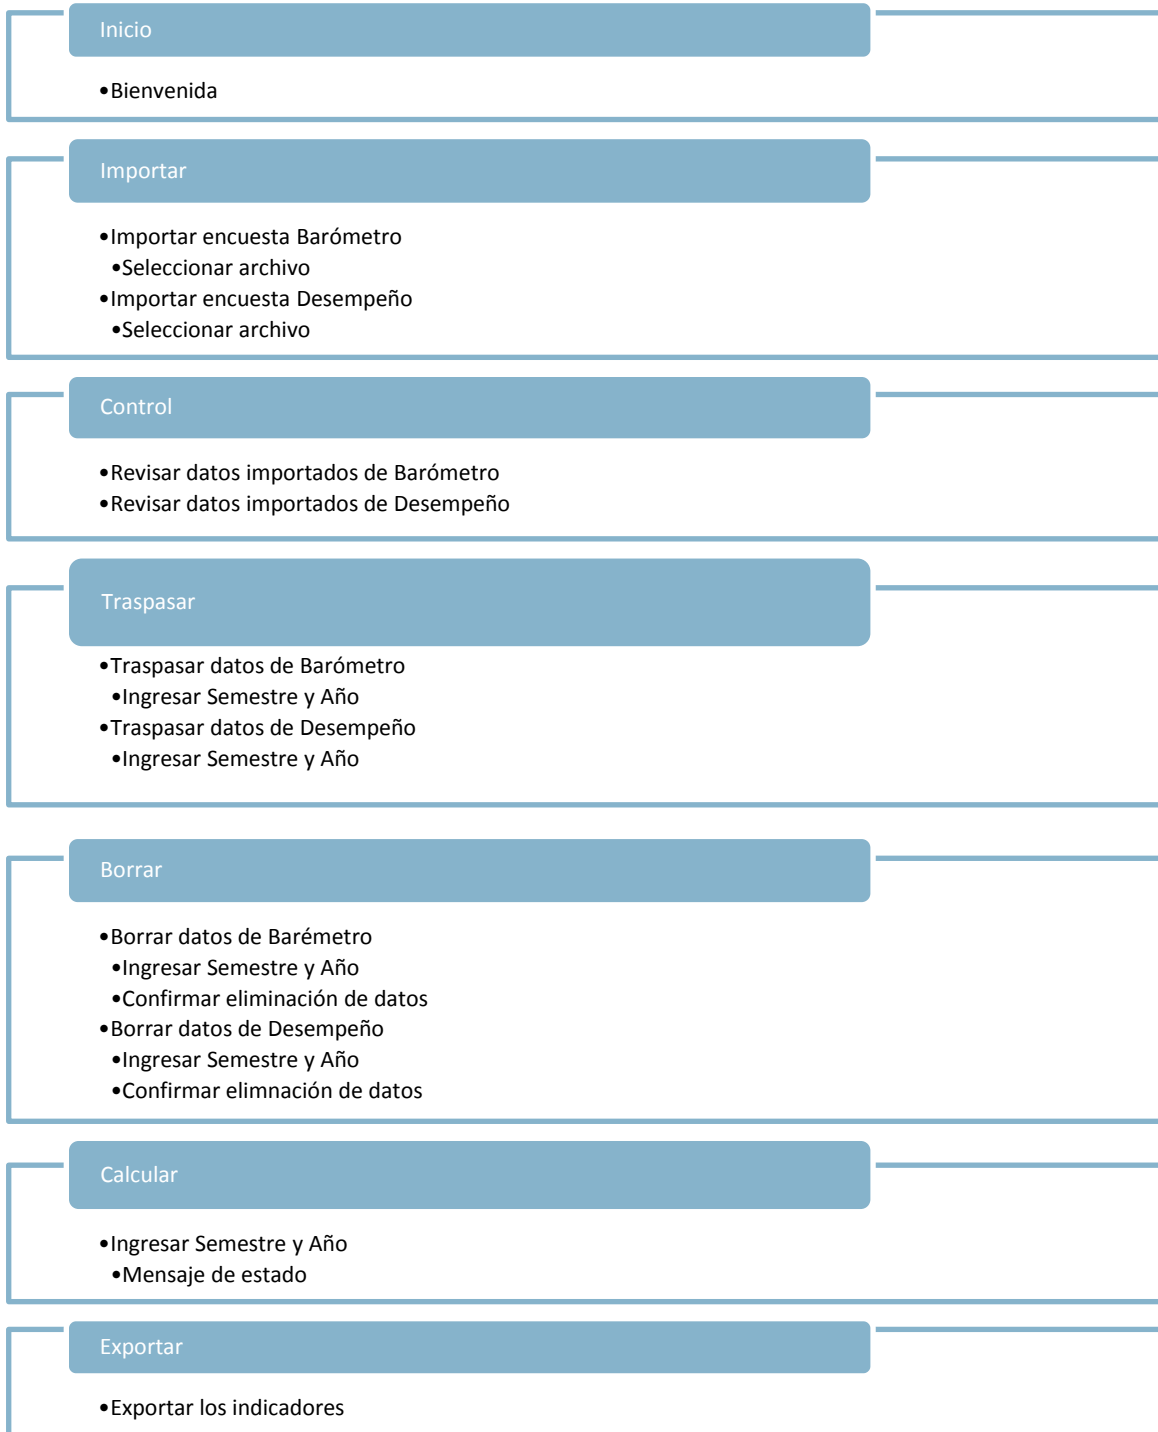 Inicio
•Bienvenida
Importar
•Importar encuesta Barómetro
•Seleccionar archivo
•Importar encuesta Desempeño
•Seleccionar archivo
Control
•Revisar datos importados de Barómetro
•Revisar datos importados de Desempeño
Traspasar
•Traspasar datos de Barómetro
•Ingresar Semestre y Año
•Traspasar datos de Desempeño
•Ingresar Semestre y Año
Borrar
•Borrar datos de Barémetro
•Ingresar Semestre y Año
•Confirmar eliminación de datos
•Borrar datos de Desempeño
•Ingresar Semestre y Año
•Confirmar elimnación de datos
Calcular
•Ingresar Semestre y Año
•Mensaje de estado
Exportar
•Exportar los indicadores